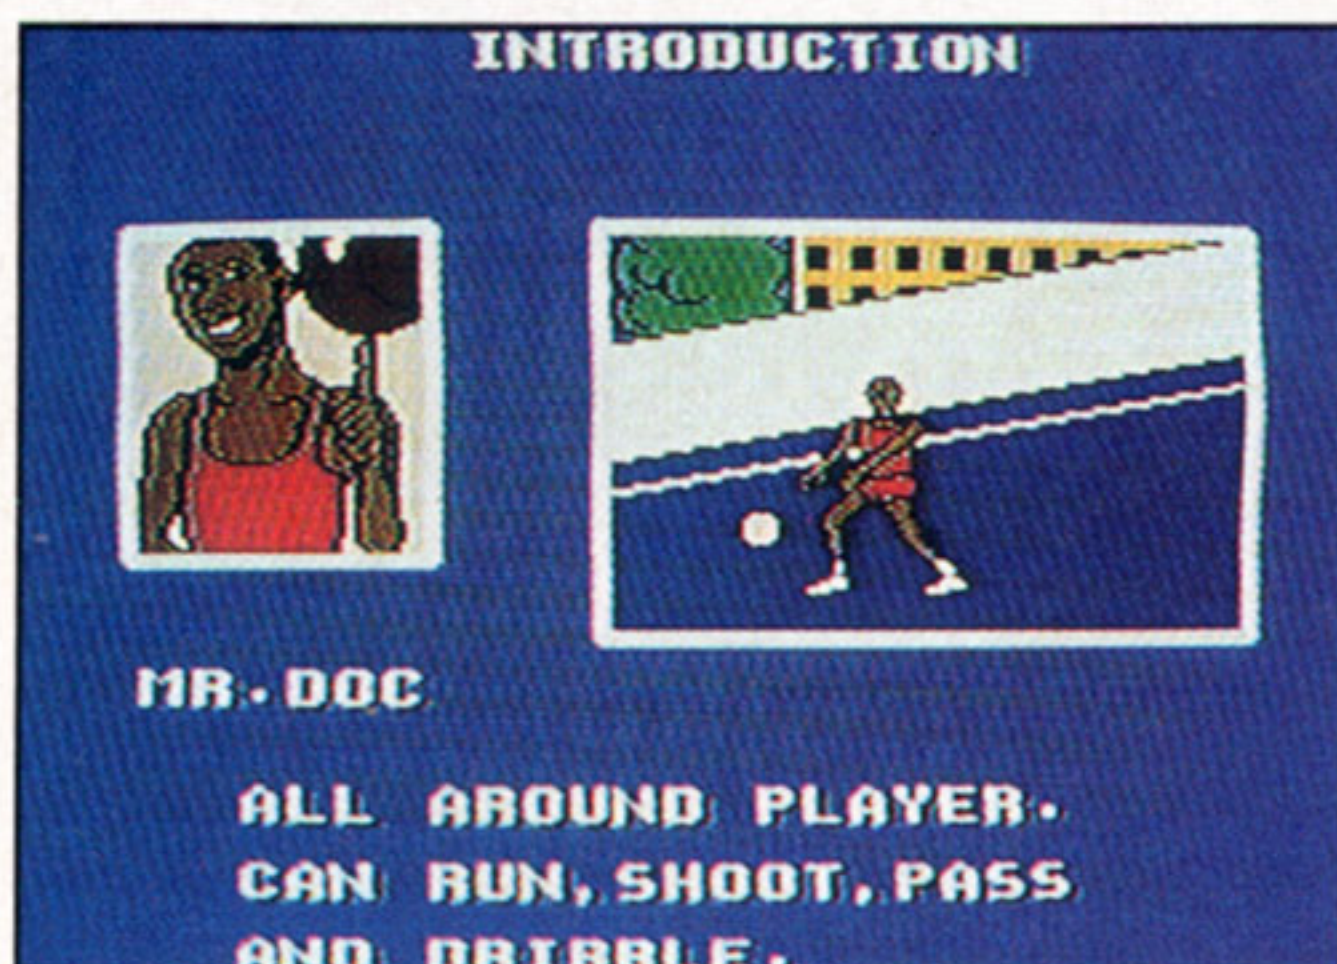 INTRODUCTION
MR.DOC
ALL AROUND PLAYER.
CAN RUN,SHOOT,PASS
AND DRIBBLE.